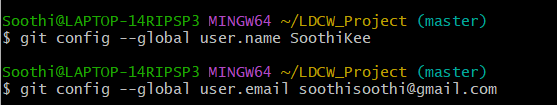 Soothi@LAPTOP-14RIPSP3 MINGW64 ~/LDCW_Project (master)
$ git config --global user.name SoothiKee
Soothi@LAPTOP-14RIPSP3 MINGW64 ~/LDCW_Project (master)
$ git config --global user.email soothisoothi@gmail.com